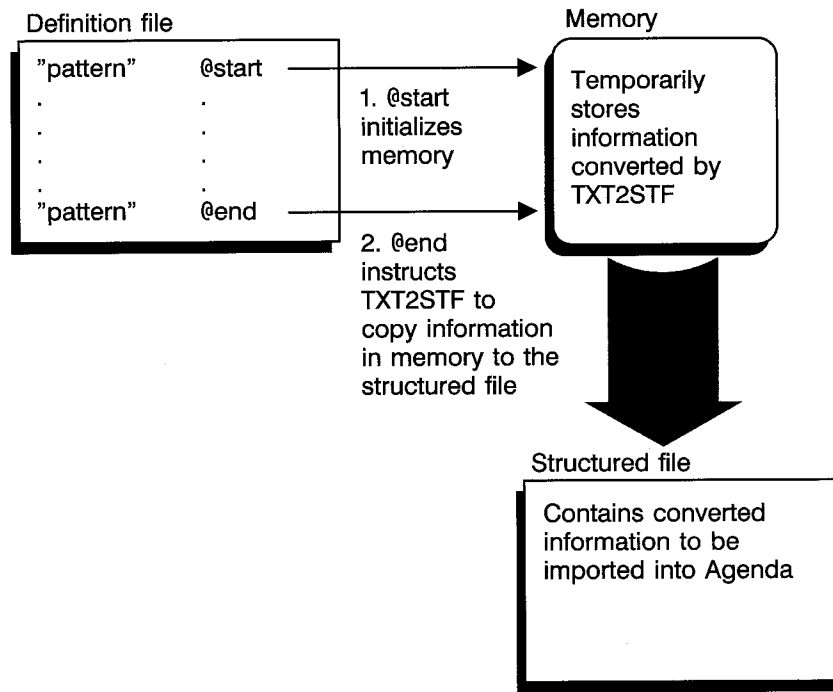 Definition file
"pattern" @start
. .
. .
. .
. .
"pattern" @end
1. @start
initializes
memory
2. @end
instructs
TXT2STF to
copy information
in memory to the
structured file
Memory
Temporarily
stores
information
converted by
TXT2STF
Structured file
Contains converted
information to be
imported into Agenda